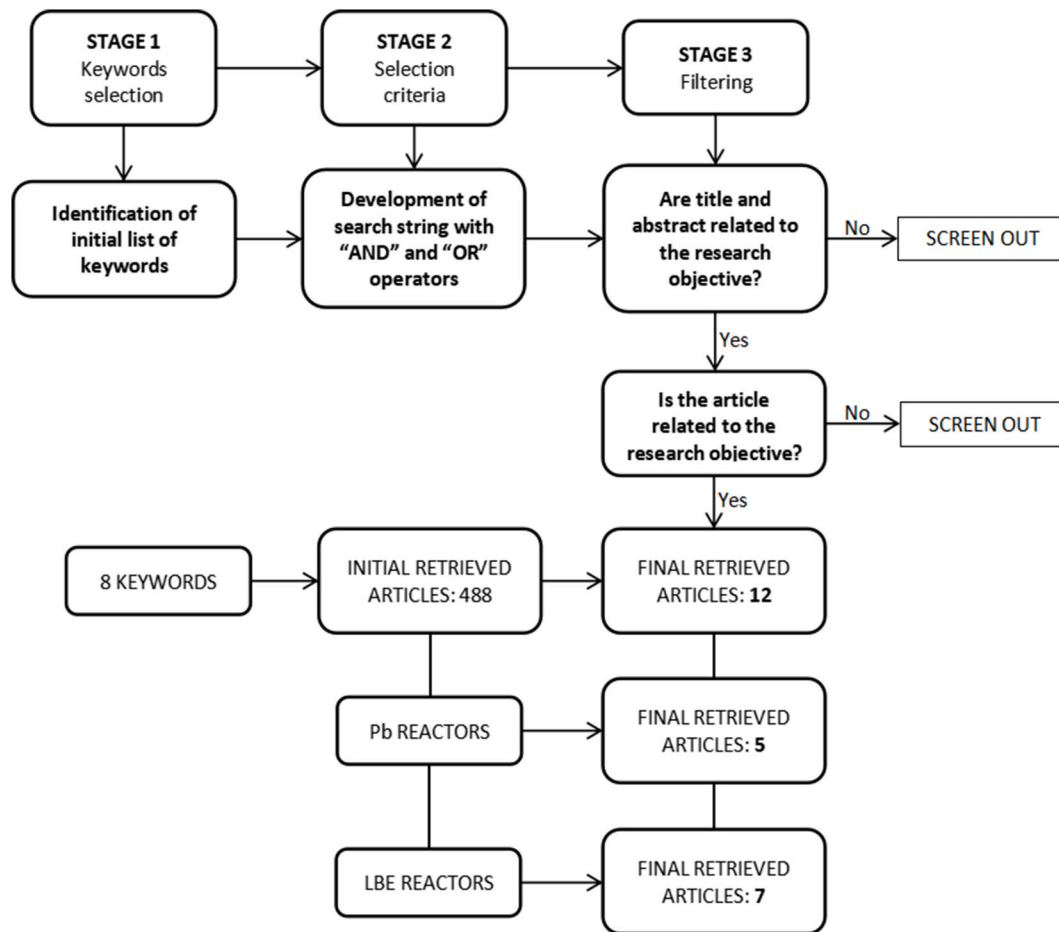 STAGE 1
Keywords
selection
STAGE 2
Selection
criteria
STAGE 3
Filtering
Identification of
initial list of
keywords
Development of
search string with
“AND” and “OR”
operators
Are title and
abstract related to
the research
objective?
No
SCREEN OUT
Yes
Is the article
related to the
research objective?
No
SCREEN OUT
Yes
8 KEYWORDS
INITIAL RETRIEVED
ARTICLES: 488
FINAL RETRIEVED
ARTICLES: 12
Pb REACTORS
FINAL RETRIEVED
ARTICLES: 5
LBE REACTORS
FINAL RETRIEVED
ARTICLES: 7